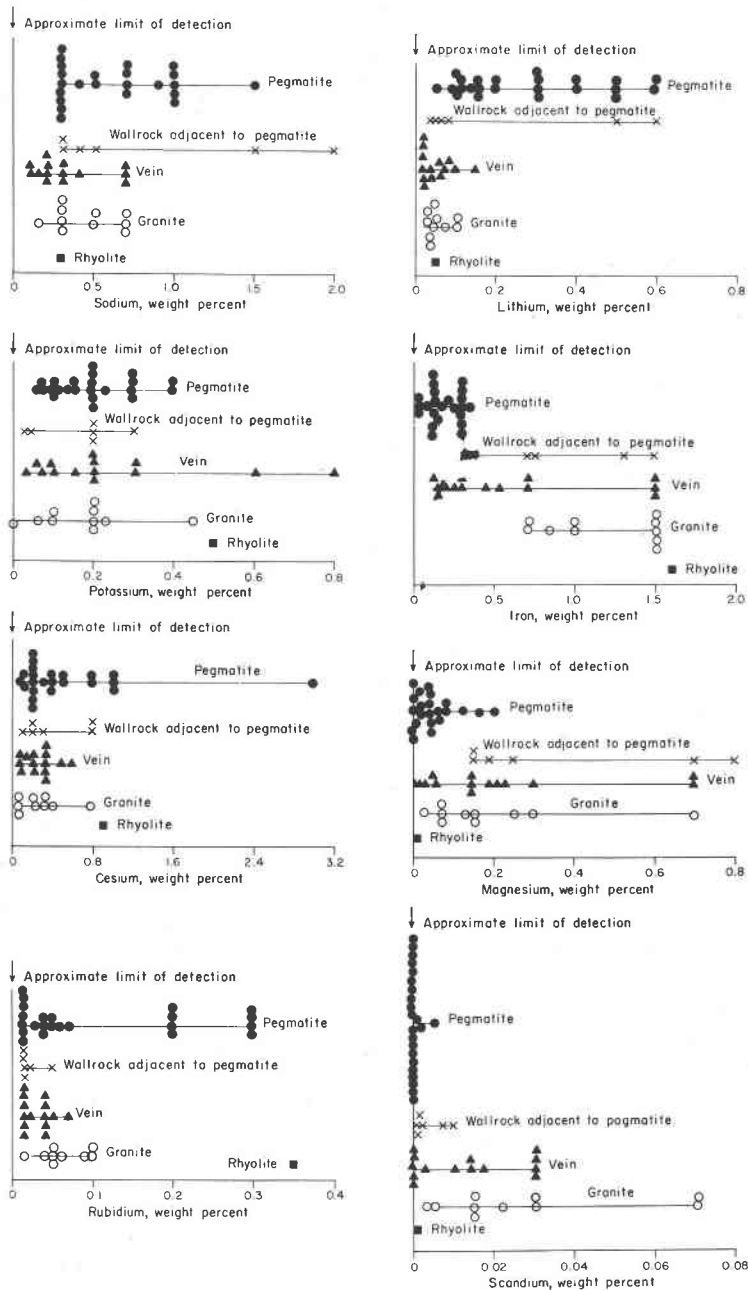 Approximate limit of detection
Pegmatite
Wallrock adjacent to pegmatite
Vein
Granite
Rhyolite
0 0.5 1.0 1.5 2.0
Sodium, weight percent
Approximate limit of detection
Pegmatite
Wallrock adjacent to pegmatite
Vein
Granite
Rhyolite
0 0.2 0.4 0.6 0.8
Lithium, weight percent
Approximate limit of detection
Pegmatite
Wallrock adjacent to pegmatite
Vein
Granite
Rhyolite
0 0.2 0.4 0.6 0.8
Potassium, weight percent
Approximate limit of detection
Pegmatite
Wallrock adjacent to pegmatite
Vein
Granite
Rhyolite
0 0.5 1.0 1.5 2.0
Iron, weight percent
Approximate limit of detection
Pegmatite
Wallrock adjacent to pegmatite
Vein
Granite
Rhyolite
0 0.8 1.6 2.4 3.2
Cesium, weight percent
Approximate limit of detection
Pegmatite
Wallrock adjacent to pegmatite
Vein
Granite
Rhyolite
0 0.2 0.4 0.6 0.8
Magnesium, weight percent
Approximate limit of detection
Pegmatite
Wallrock adjacent to pegmatite
Vein
Granite
Rhyolite
0 0.1 0.2 0.3 0.4
Rubidium, weight percent
Approximate limit of detection
Pegmatite
Wallrock adjacent to pagmatite
Vein
Granite
Rhyolite
0 0.02 0.04 0.06 0.08
Scandium, weight percent